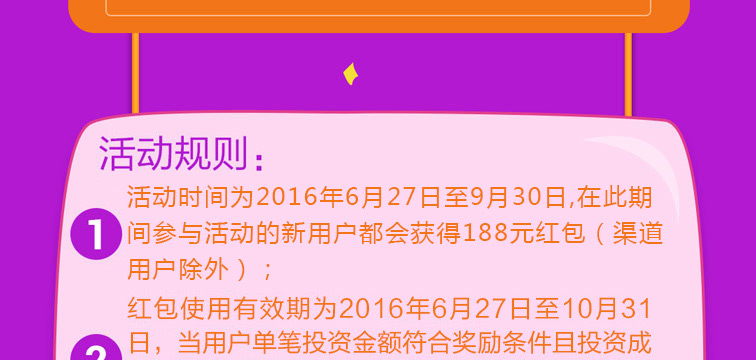 活动规则:
1 活动时间为2016年6月27日至9月30日,在此期
间参与活动的新用户都会获得188元红包（渠道
用户除外）；
2 红包使用有效期为2016年6月27日至10月31
日，当用户单笔投资金额符合奖励条件且投资成